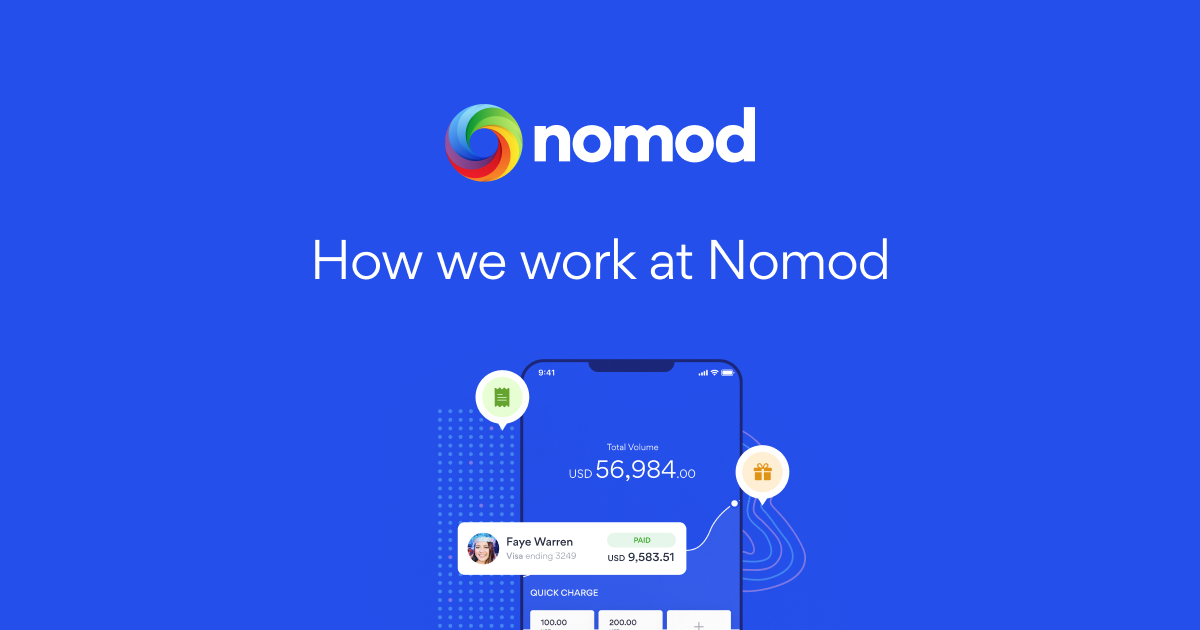 nomod
How we work at Nomod
9:41
Total Volume
USD 56,984.00
Faye Warren
Visa ending 3249
PAID
USD 9,583.51
QUICK CHARGE
100.00
200.00
+